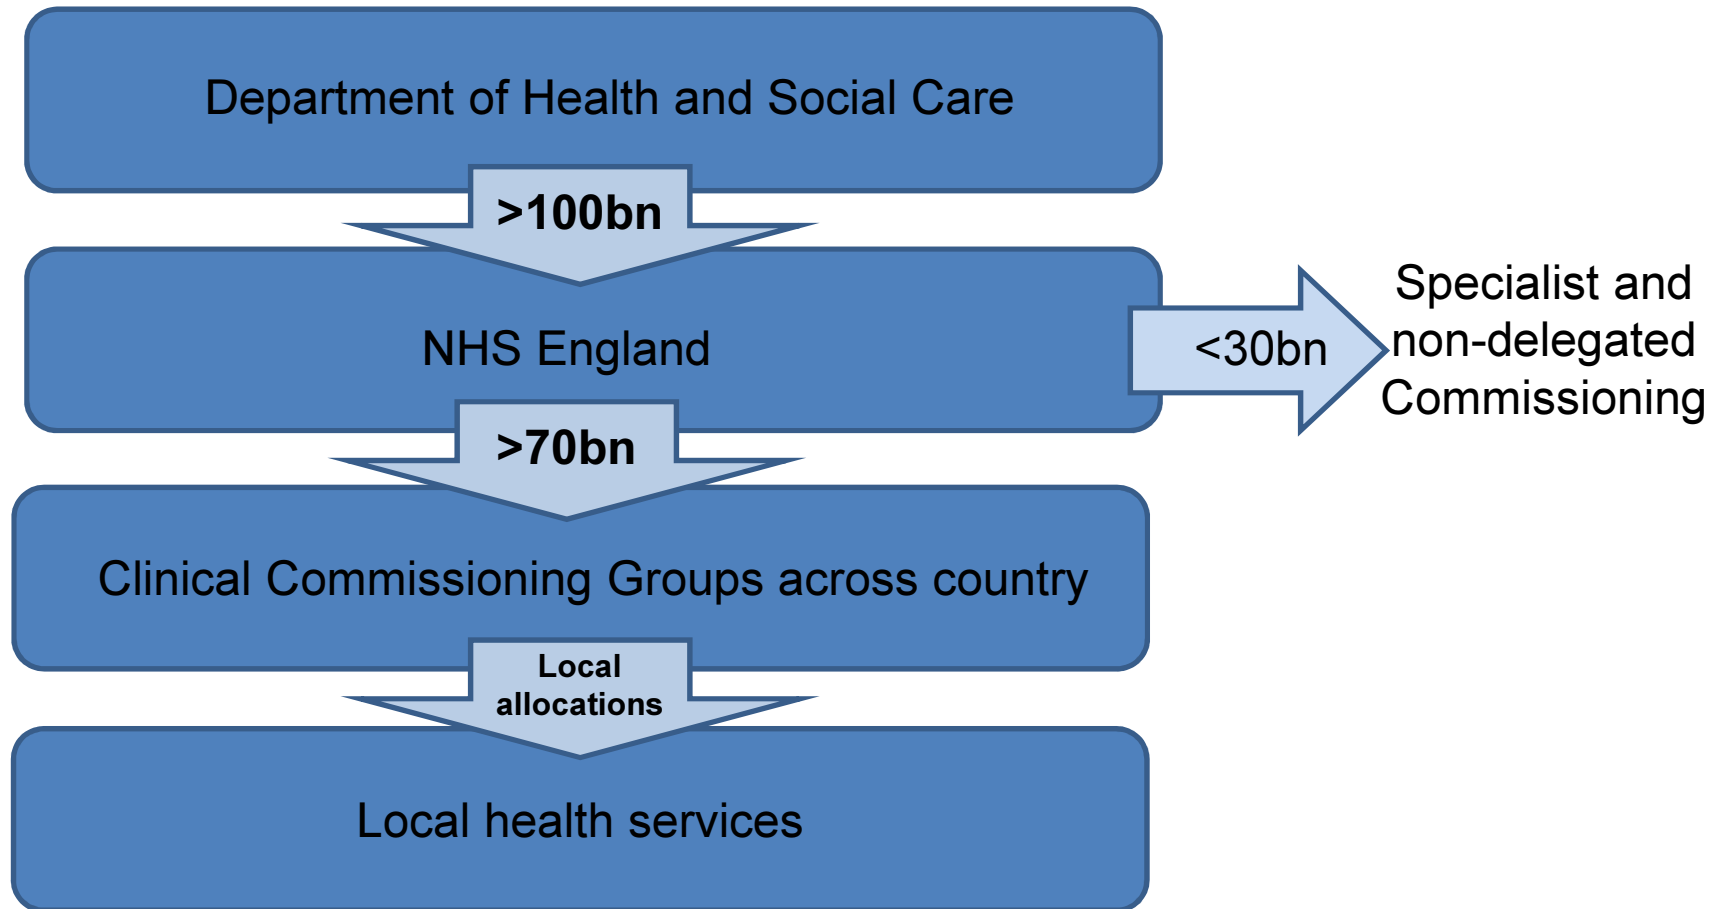 Department of Health and Social Care
>100bn
NHS England
<30bn
Specialist and
non-delegated
Commissioning
>70bn
Clinical Commissioning Groups across country
Local
allocations
Local health services